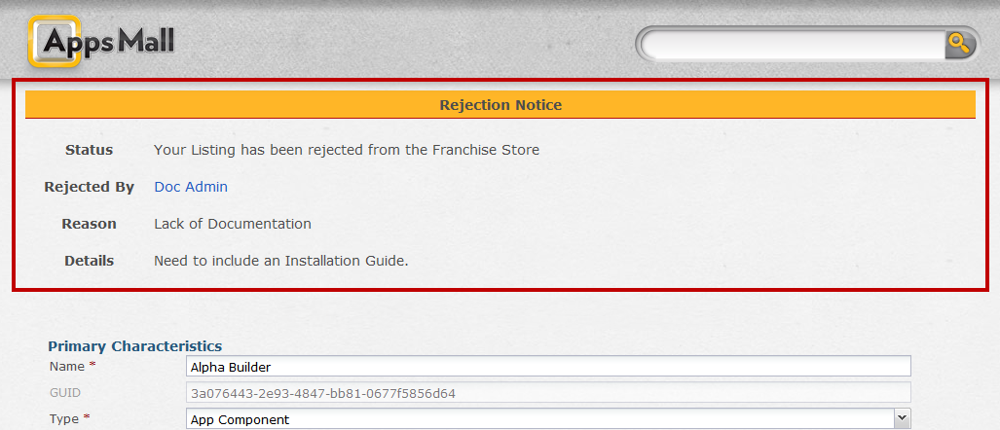 Apps Mall
Rejection Notice
Status Your Listing has been rejected from the Franchise Store
Rejected By Doc Admin
Reason Lack of Documentation
Details Need to include an Installation Guide.
Primary Characteristics
Name * Alpha Builder
GUID 3a076443-2e93-4847-bb81-0677f5856d64
Type * App Component